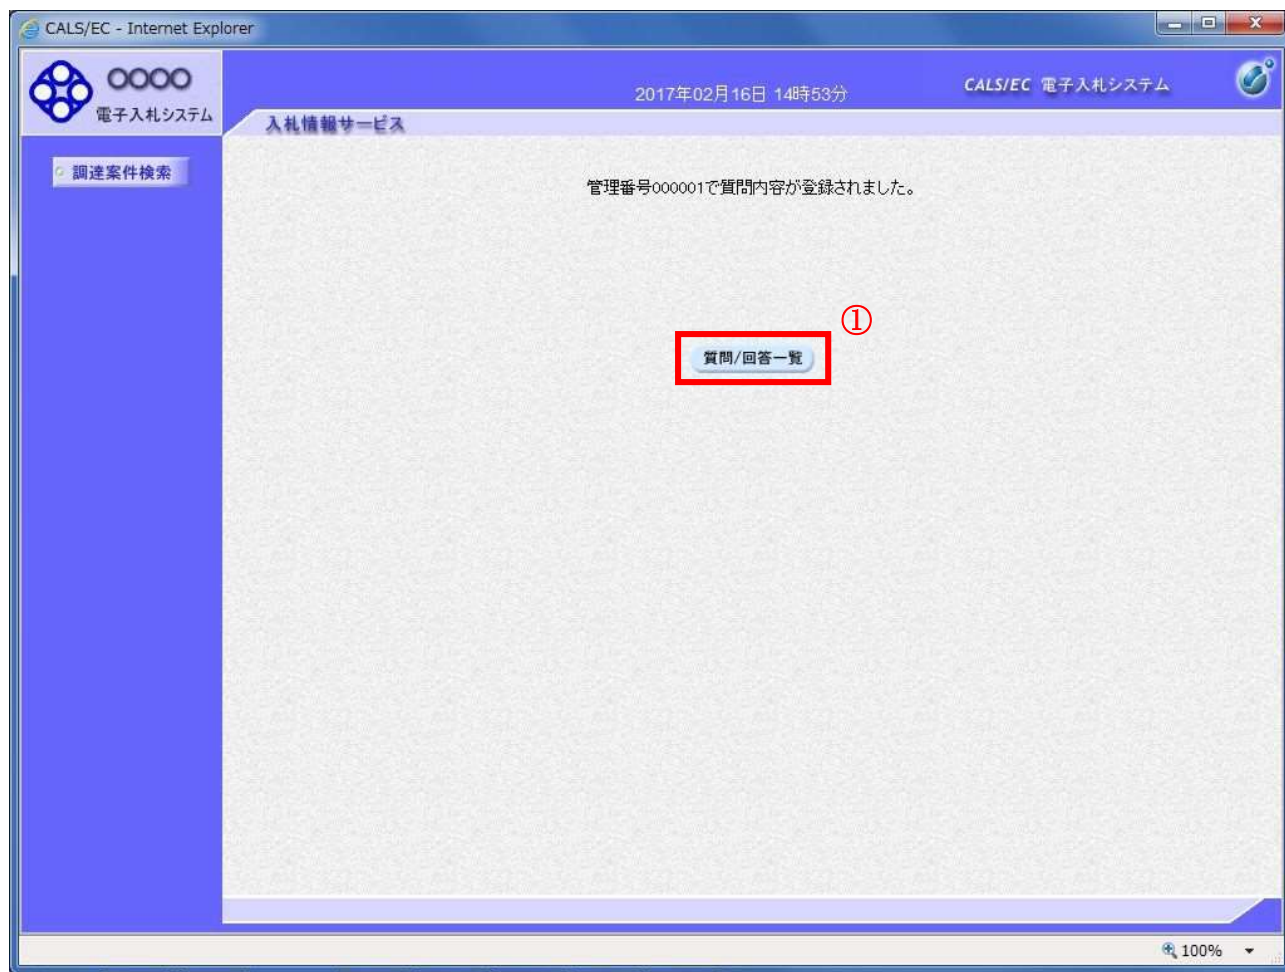 CALS/EC - Internet Explorer
〇〇〇〇
電子入札システム
2017年02月16日 14時53分
CALS/EC 電子入札システム
入札情報サービス
調達案件検索
管理番号000001で質問内容が登録されました。
①
質問/回答一覧
100%